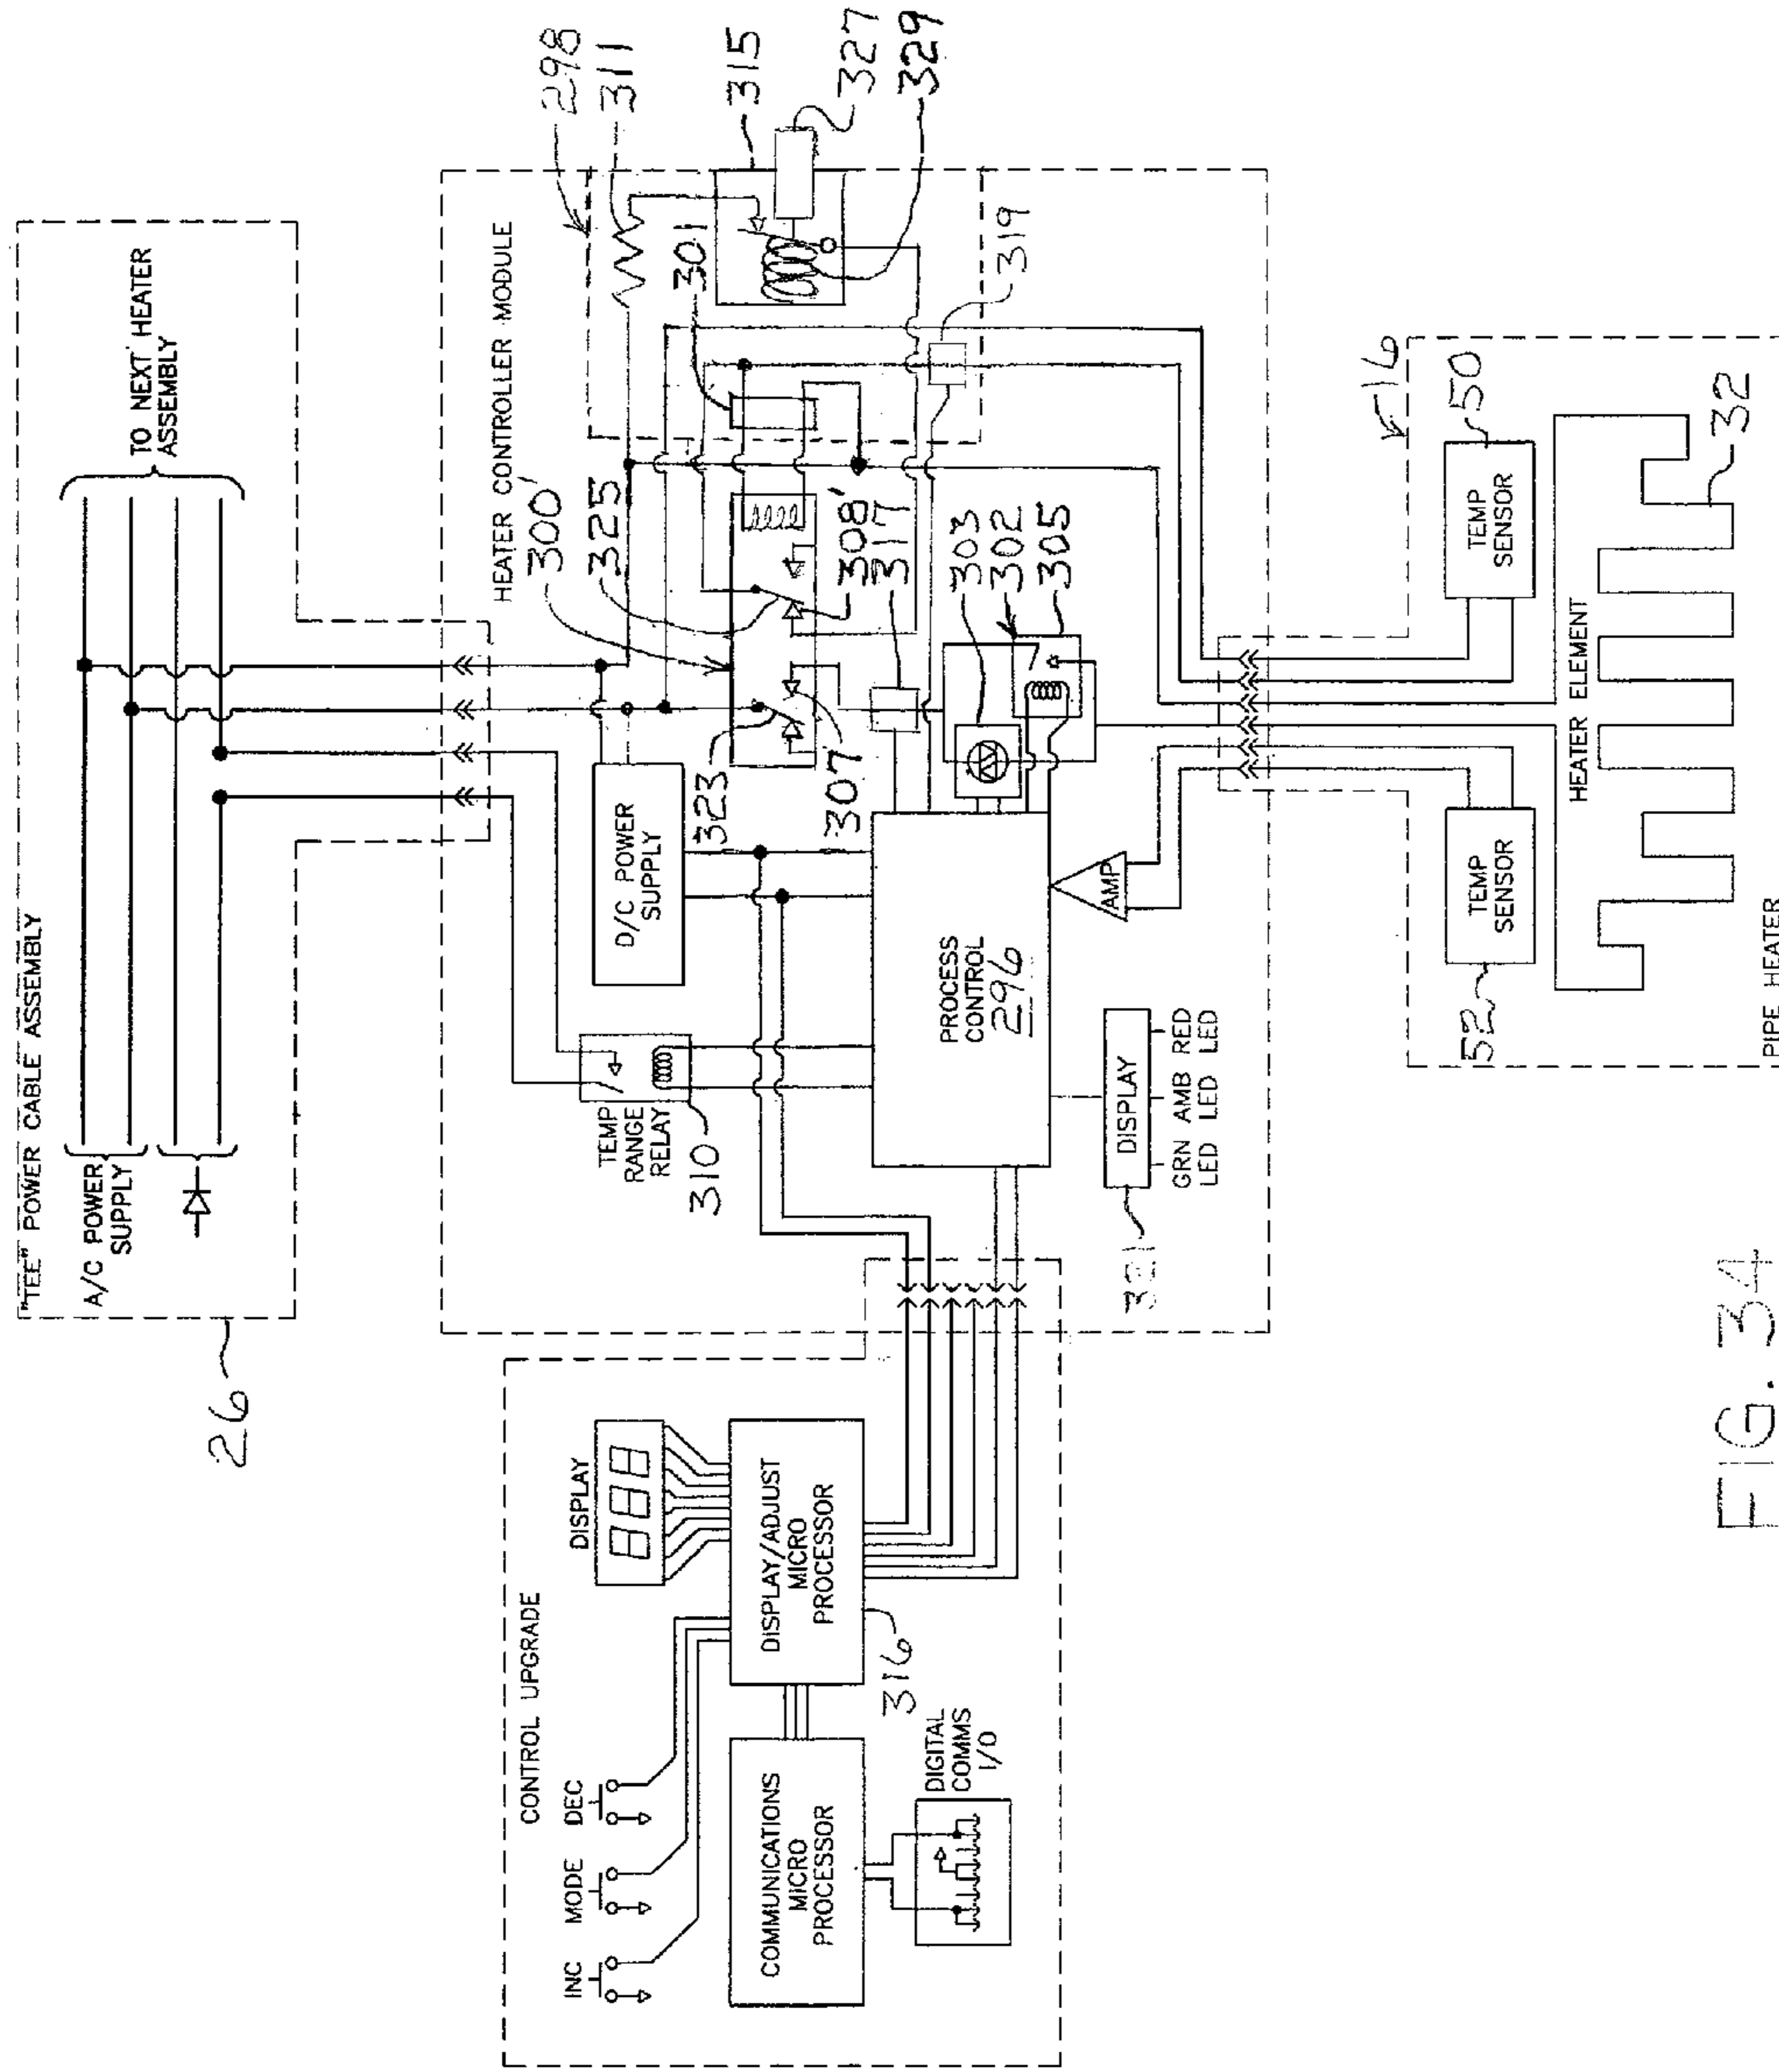 "TEE" POWER CABLE ASSEMBLY
A/C POWER
SUPPLY
TO NEXT HEATER
ASSEMBLY
26
HEATER CONTROLLER MODULE
298
311
315
327
329
301
319
300'
325
308'
317
303
302
305
323
307
D/C POWER
SUPPLY
TEMP
RANGE
RELAY
310
PROCESS
CONTROL
296
AMP
DISPLAY
321
GRN AMB RED
LED LED LED
CONTROL UPGRADE
INC
MODE
DEC
DISPLAY
888
DISPLAY/ADJUST
MICRO
PROCESSOR
316
COMMUNICATIONS
MICRO
PROCESSOR
DIGITAL
COMMS
I/O
16
TEMP
SENSOR
50
TEMP
SENSOR
52
HEATER ELEMENT
32
PIPE HEATER
FIG. 34